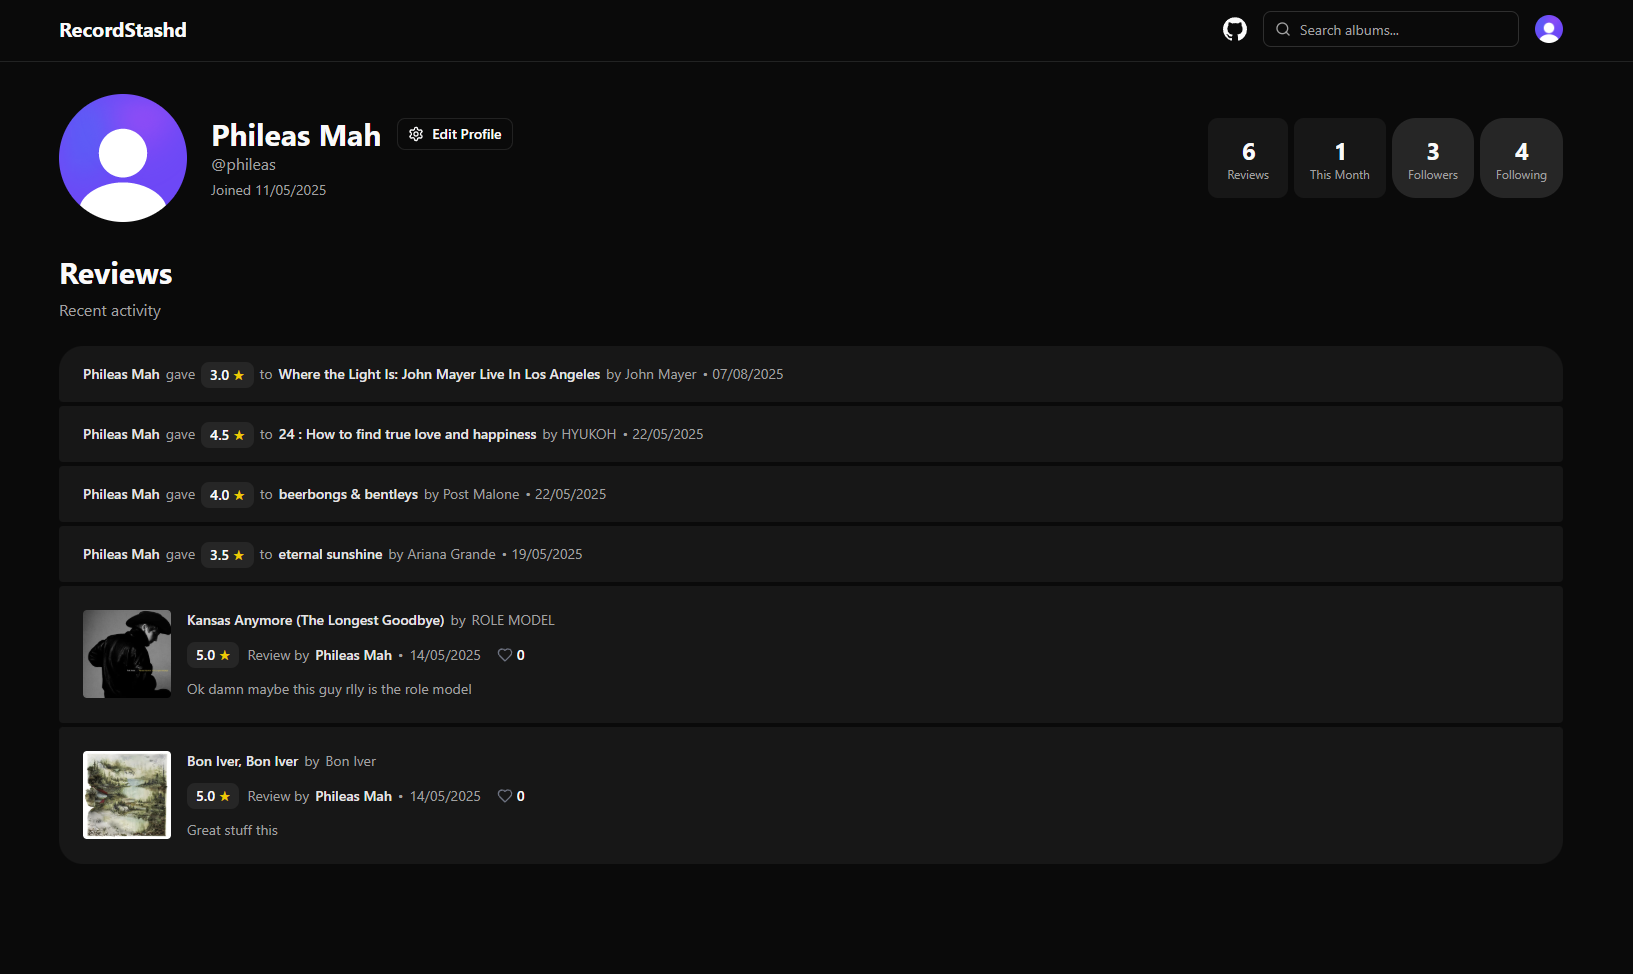 RecordStashd
Search albums...
Phileas Mah
Edit Profile
@phileas
Joined 11/05/2025
6
Reviews
1
This Month
3
Followers
4
Following
Reviews
Recent activity
Phileas Mah gave 3.0 ★ to Where the Light Is: John Mayer Live In Los Angeles by John Mayer • 07/08/2025
Phileas Mah gave 4.5 ★ to 24 : How to find true love and happiness by HYUKOH • 22/05/2025
Phileas Mah gave 4.0 ★ to beerbongs & bentleys by Post Malone • 22/05/2025
Phileas Mah gave 3.5 ★ to eternal sunshine by Ariana Grande • 19/05/2025
Kansas Anymore (The Longest Goodbye) by ROLE MODEL
5.0 ★ Review by Phileas Mah • 14/05/2025 0
Ok damn maybe this guy rlly is the role model
Bon Iver, Bon Iver by Bon Iver
5.0 ★ Review by Phileas Mah • 14/05/2025 0
Great stuff this